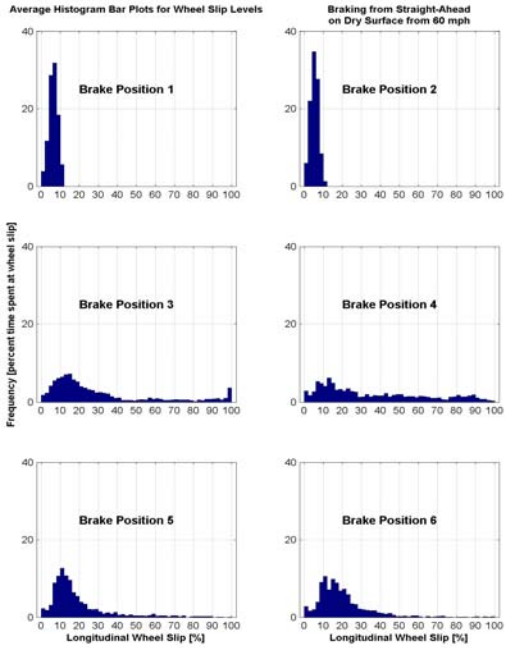 Average Histogram Bar Plots for Wheel Slip Levels
Braking from Straight-Ahead
on Dry Surface from 60 mph
40
20
0
Brake Position 1
0 10 20 30 40 50 60 70 80 90 100
40
20
0
Brake Position 2
0 10 20 30 40 50 60 70 80 90 100
Frequency [percent time spent at wheel slip]
40
20
0
Brake Position 3
0 10 20 30 40 50 60 70 80 90 100
40
20
0
Brake Position 4
0 10 20 30 40 50 60 70 80 90 100
40
20
0
Brake Position 5
0 10 20 30 40 50 60 70 80 90 100
Longitudinal Wheel Slip [%]
40
20
0
Brake Position 6
0 10 20 30 40 50 60 70 80 90 100
Longitudinal Wheel Slip [%]